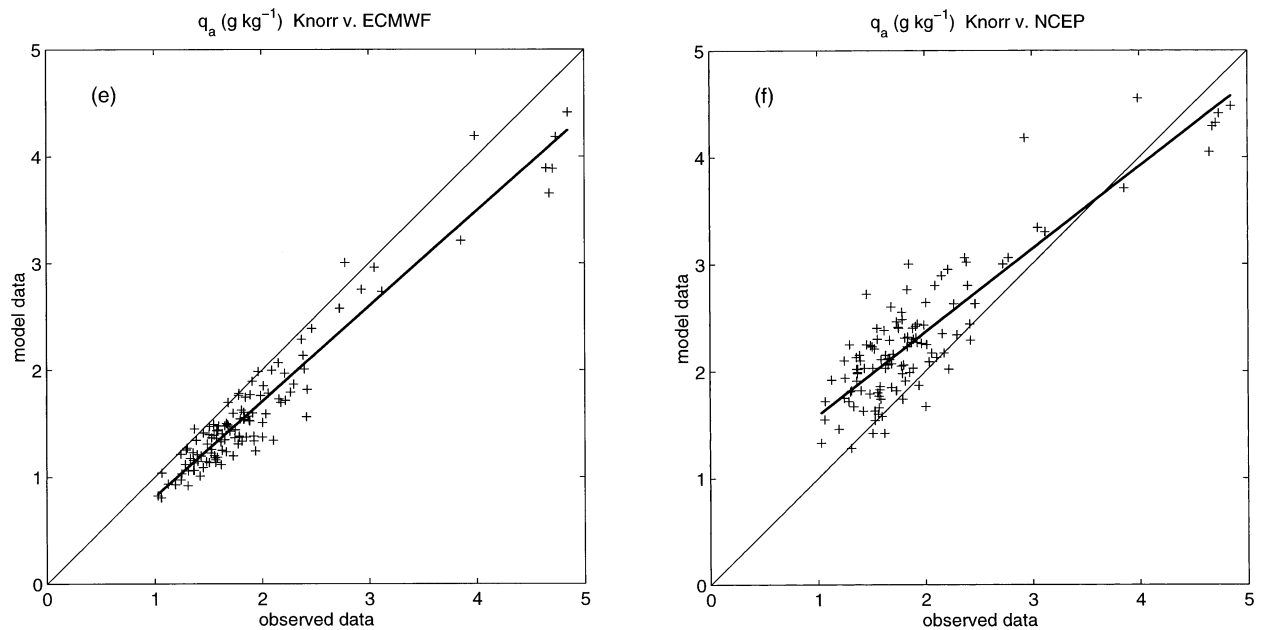 qa (g kg−1) Knorr v. ECMWF
(e)
5
4
3
2
1
0
0 1 2 3 4 5
model data
observed data
qa (g kg−1) Knorr v. NCEP
(f)
5
4
3
2
1
0
0 1 2 3 4 5
model data
observed data